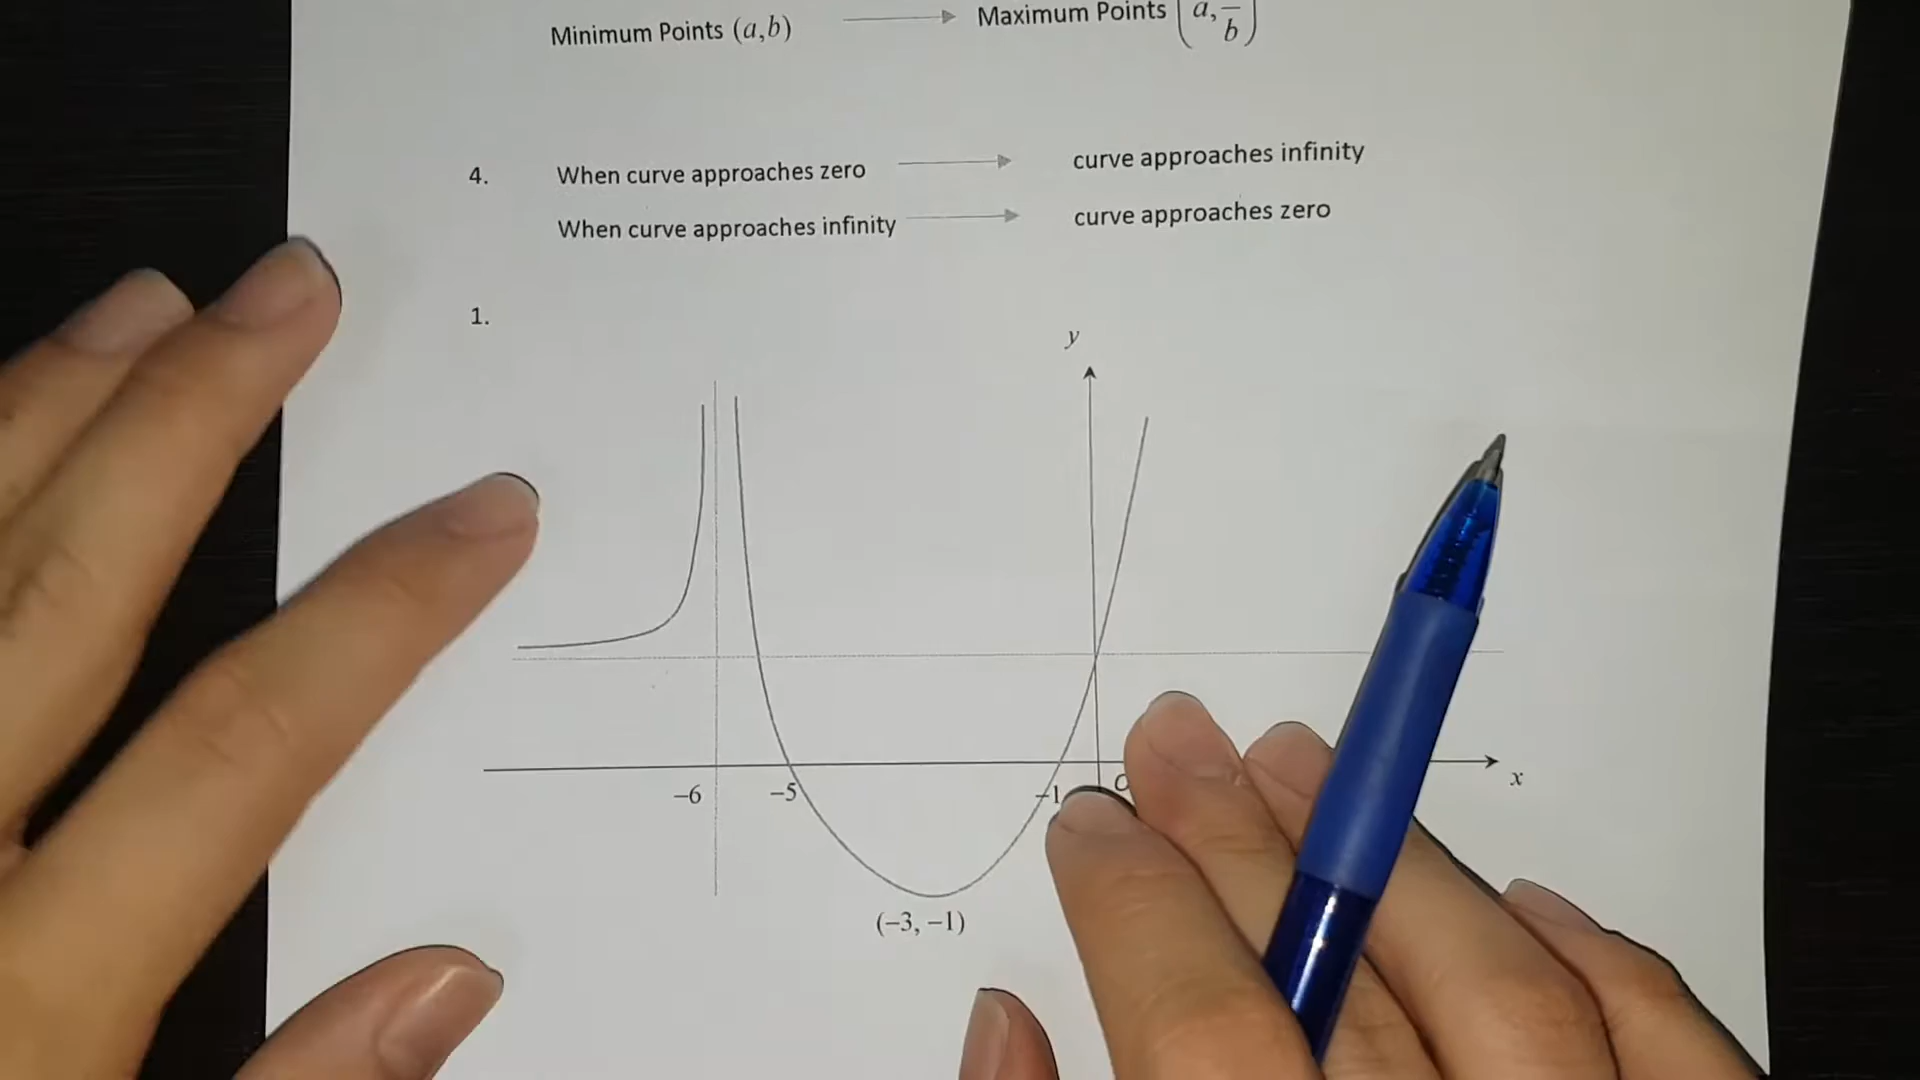 Minimum Points (a,b) Maximum Points (a, — b)
4. When curve approaches zero curve approaches infinity
When curve approaches infinity curve approaches zero
1.
y
−6 −5 −1 O x
(−3, −1)